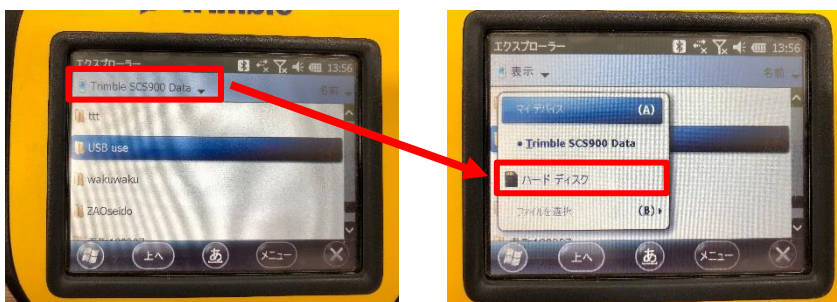 Trimble
エクスプローラー
13:56
Trimble SCS900 Data
名前
ttt
USB use
wakuwaku
ZAOseido
上へ
あ
メニュー
エクスプローラー
13:56
表示
名前
マイ デバイス (A)
• Trimble SCS900 Data
ハード ディスク
ファイルを選択 (B)
上へ
あ
メニュー